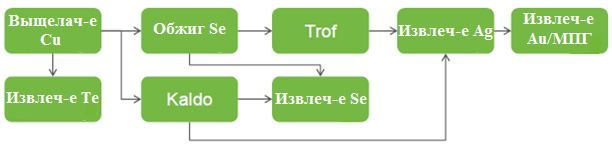 Выщелач-е
Cu
Обжиг Se
Trof
Извлеч-е Ag
Извлеч-е
Au/МПГ
Извлеч-е Te
Kaldo
Извлеч-е Se